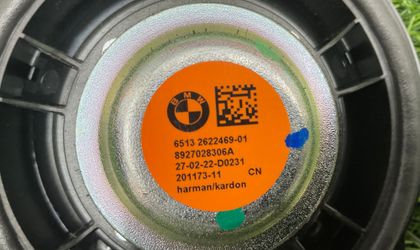 BMW
6513 2622469-01
8927028306A
27-02-22-D0231
201173-11 CN
harman/kardon